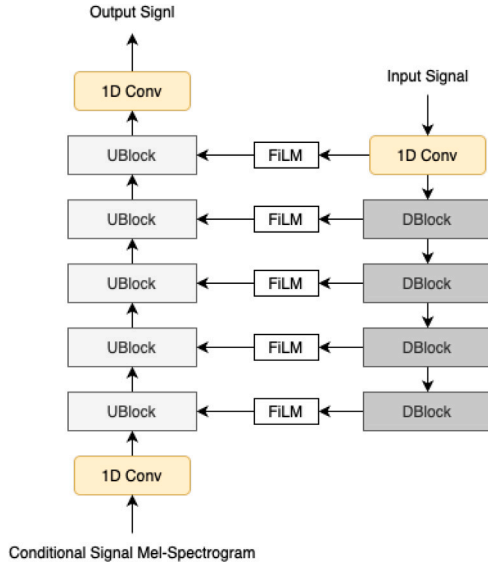 Output Signl
1D Conv
Input Signal
UBlock
FiLM
1D Conv
UBlock
FiLM
DBlock
UBlock
FiLM
DBlock
UBlock
FiLM
DBlock
UBlock
FiLM
DBlock
1D Conv
Conditional Signal Mel-Spectrogram